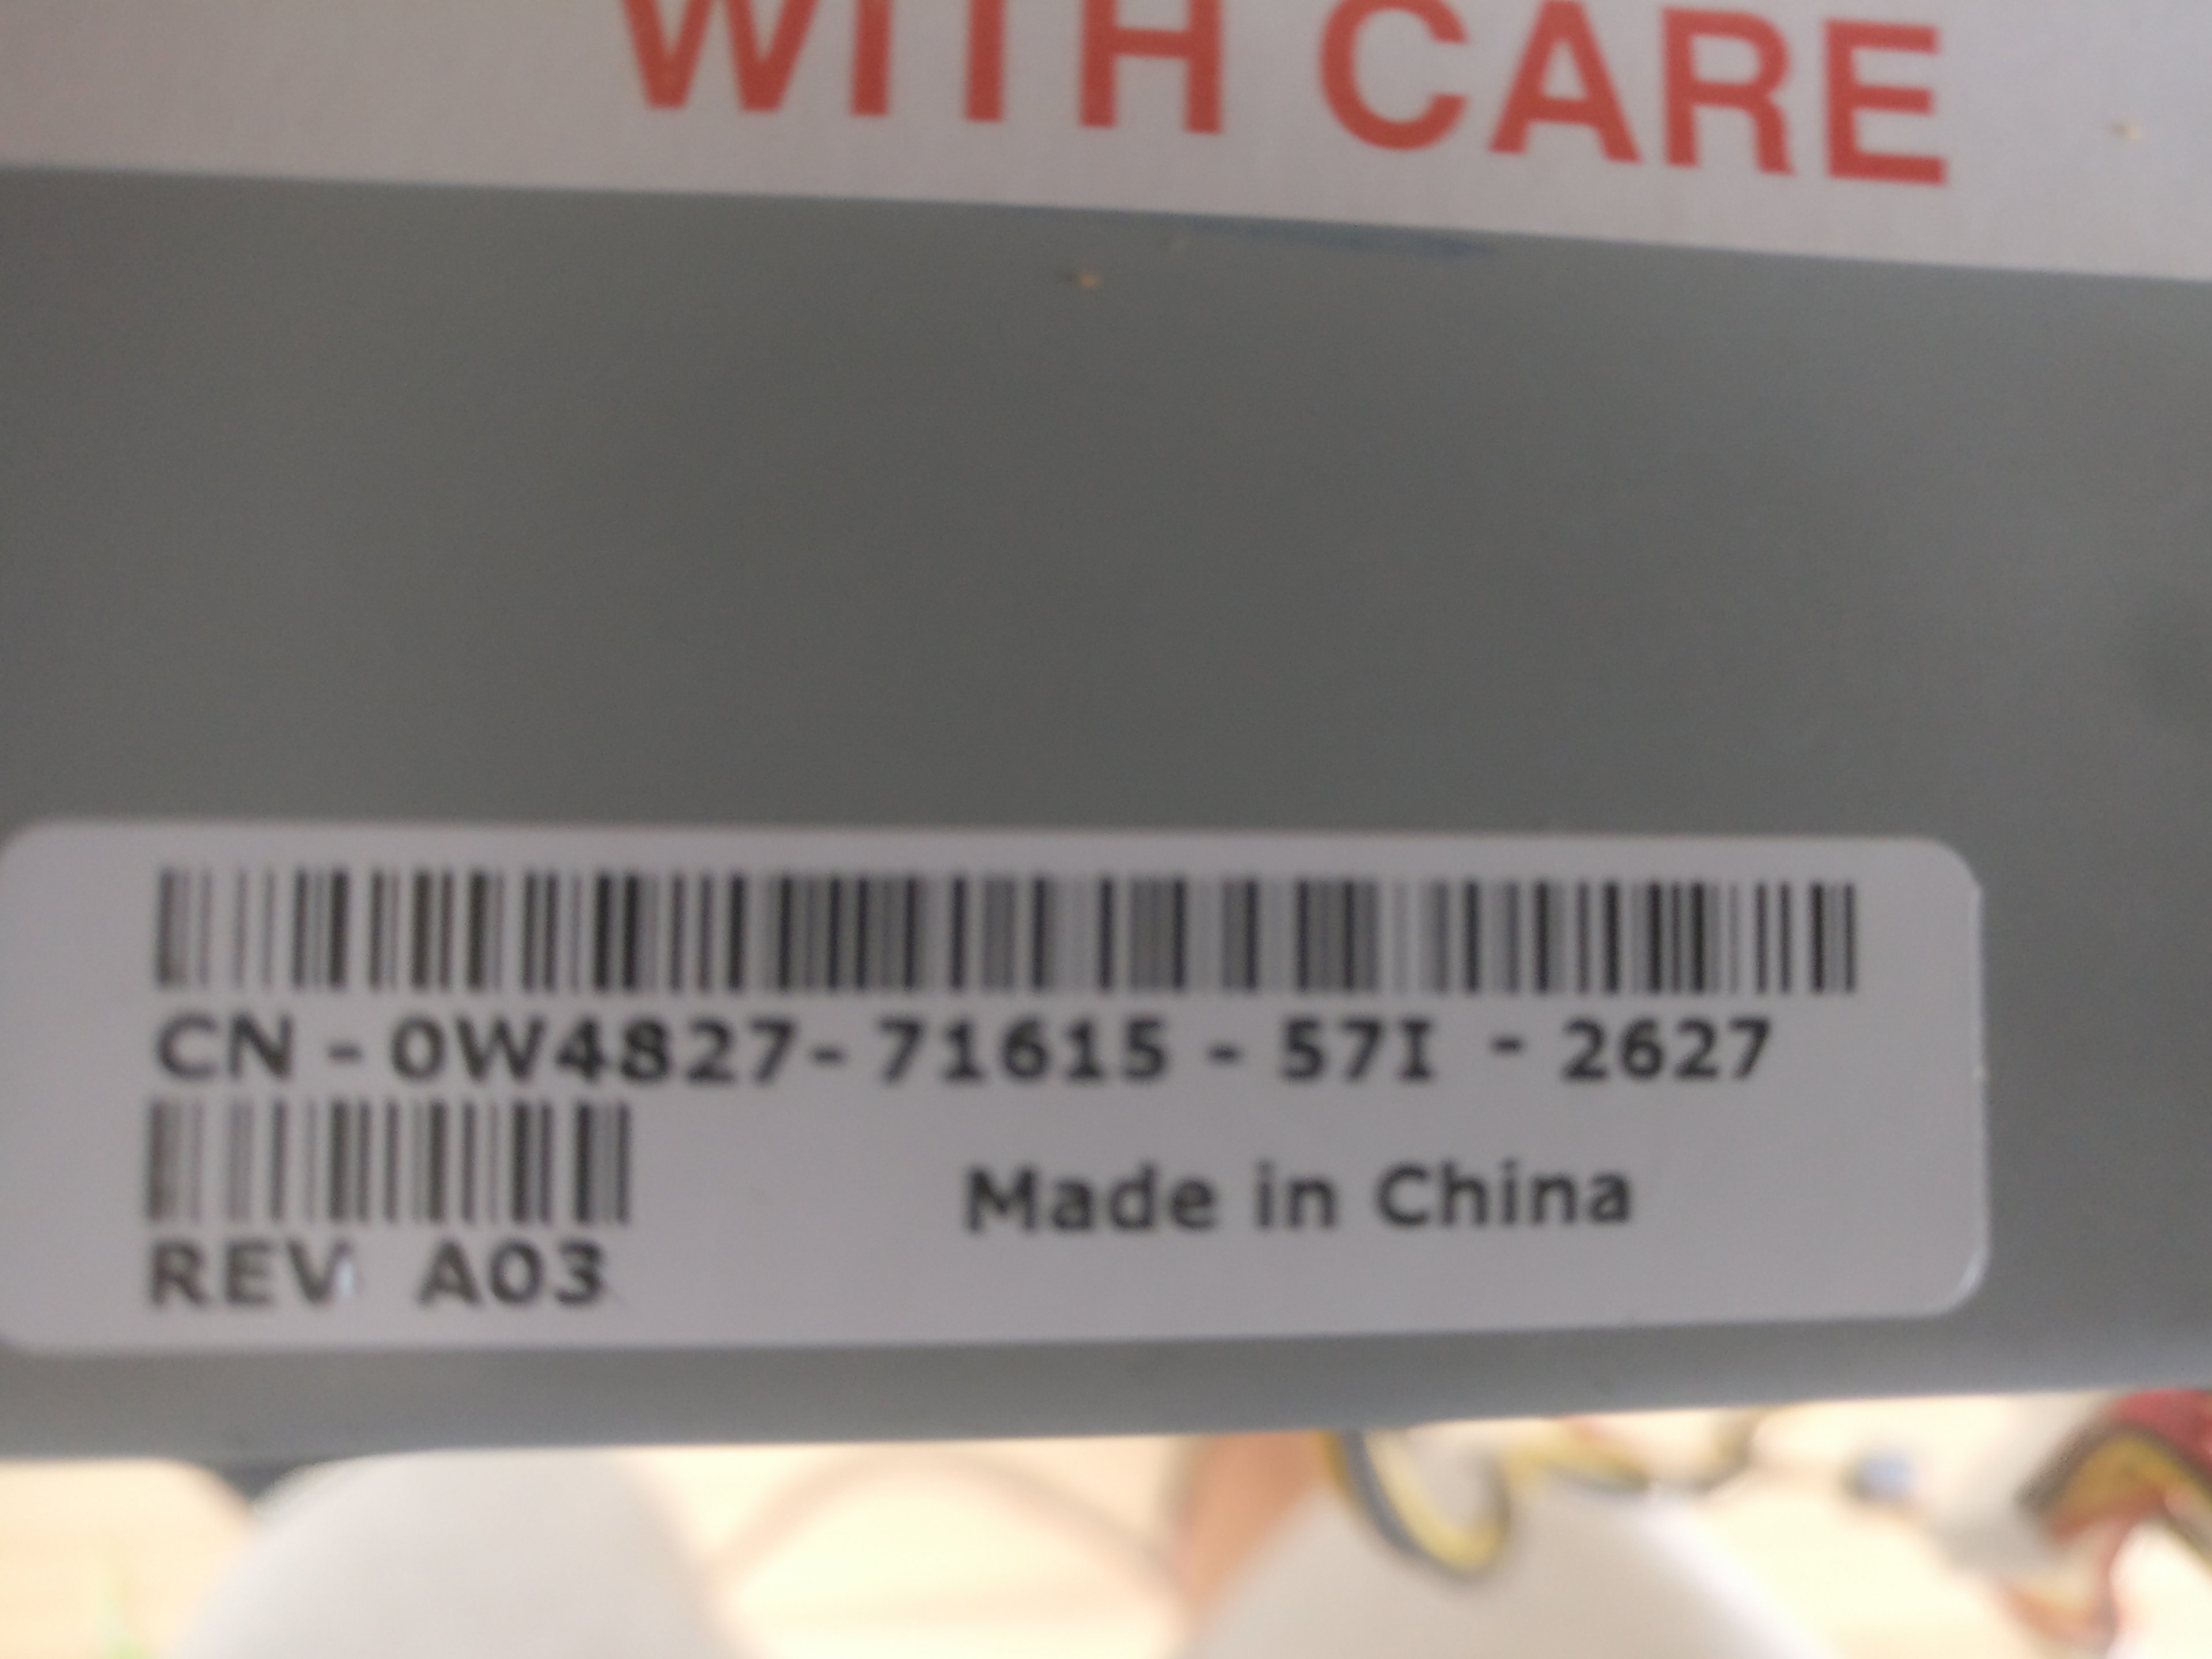 WITH CARE
CN - 0W4827- 71615 - 57I - 2627
Made in China
REV A03